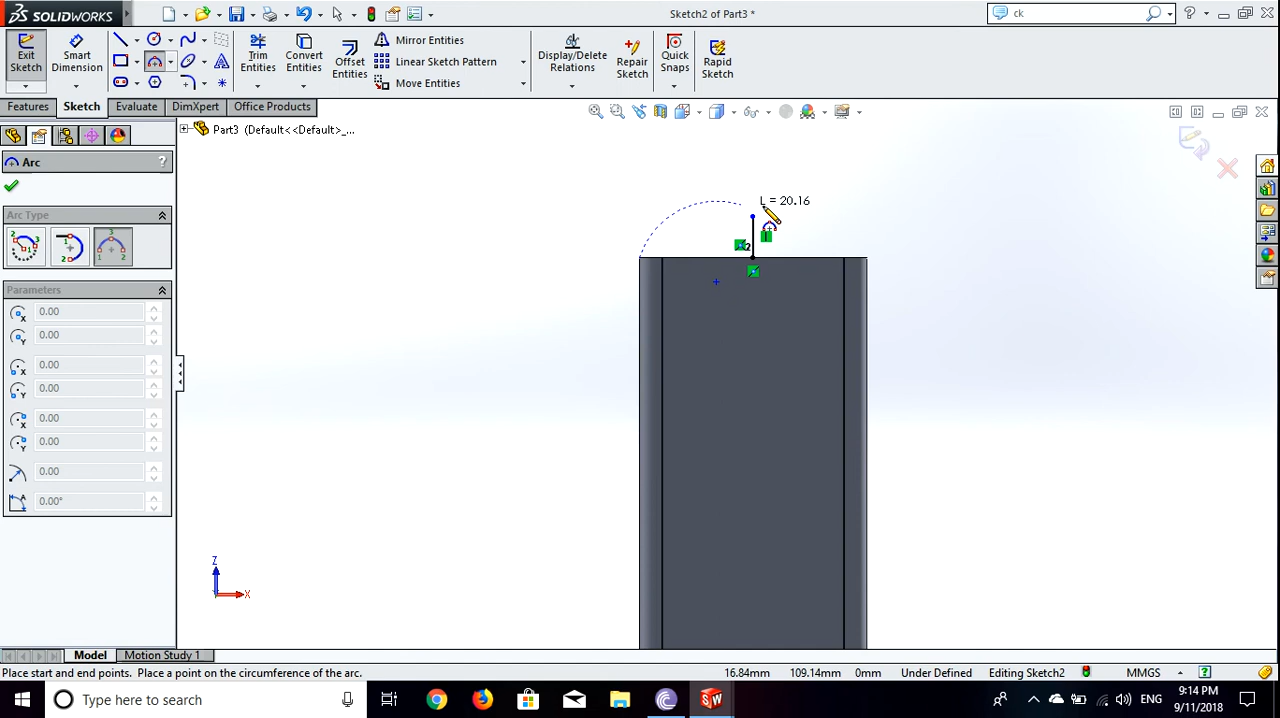 SOLIDWORKS
Sketch2 of Part3 *
ck
Exit Sketch
Smart Dimension
Trim Entities
Convert Entities
Offset Entities
Mirror Entities
Linear Sketch Pattern
Move Entities
Display/Delete Relations
Repair Sketch
Quick Snaps
Rapid Sketch
Features
Sketch
Evaluate
DimXpert
Office Products
Part3 (Default<<Default>_...
Arc
?
Arc Type
Parameters
0.00
0.00
0.00
0.00
0.00
0.00
0.00
0.00°
L = 20.16
2
Z
X
Model
Motion Study 1
Place start and end points. Place a point on the circumference of the arc.
16.84mm
109.14mm
0mm
Under Defined
Editing Sketch2
MMGS
Type here to search
ENG
9:14 PM
9/11/2018